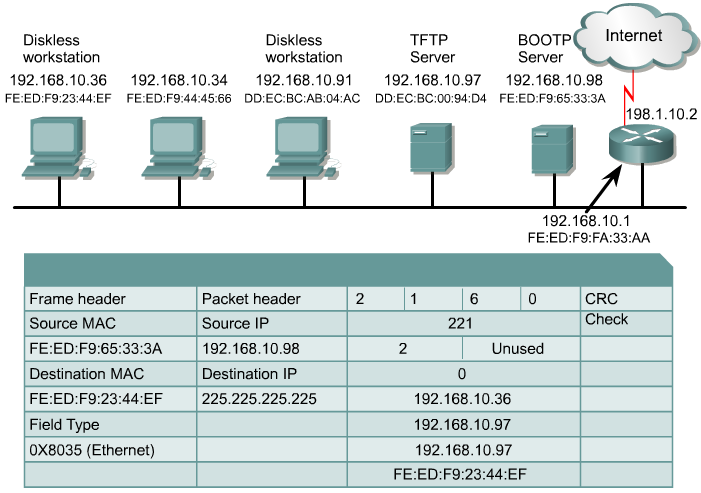 Diskless
workstation
192.168.10.36
FE:ED:F9:23:44:EF
192.168.10.34
FE:ED:F9:44:45:66
Diskless
workstation
192.168.10.91
DD:EC:BC:AB:04:AC
TFTP
Server
192.168.10.97
DD:EC:BC:00:94:D4
BOOTP
Server
192.168.10.98
FE:ED:F9:65:33:3A
Internet
198.1.10.2
192.168.10.1
FE:ED:F9:FA:33:AA
Frame header Packet header 2 1 6 0 CRC
Source MAC Source IP 221 Check
FE:ED:F9:65:33:3A 192.168.10.98 2 Unused
Destination MAC Destination IP 0
FE:ED:F9:23:44:EF 225.225.225.225 192.168.10.36
Field Type 192.168.10.97
0X8035 (Ethernet) 192.168.10.97
FE:ED:F9:23:44:EF